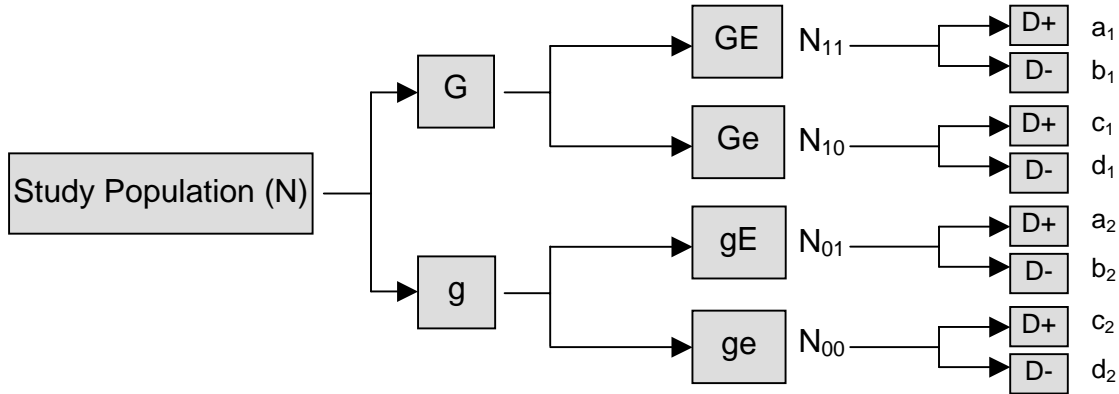 Study Population (N)
G
g
GE N₁₁
Ge N₁₀
gE N₀₁
ge N₀₀
D+ a₁
D- b₁
D+ c₁
D- d₁
D+ a₂
D- b₂
D+ c₂
D- d₂